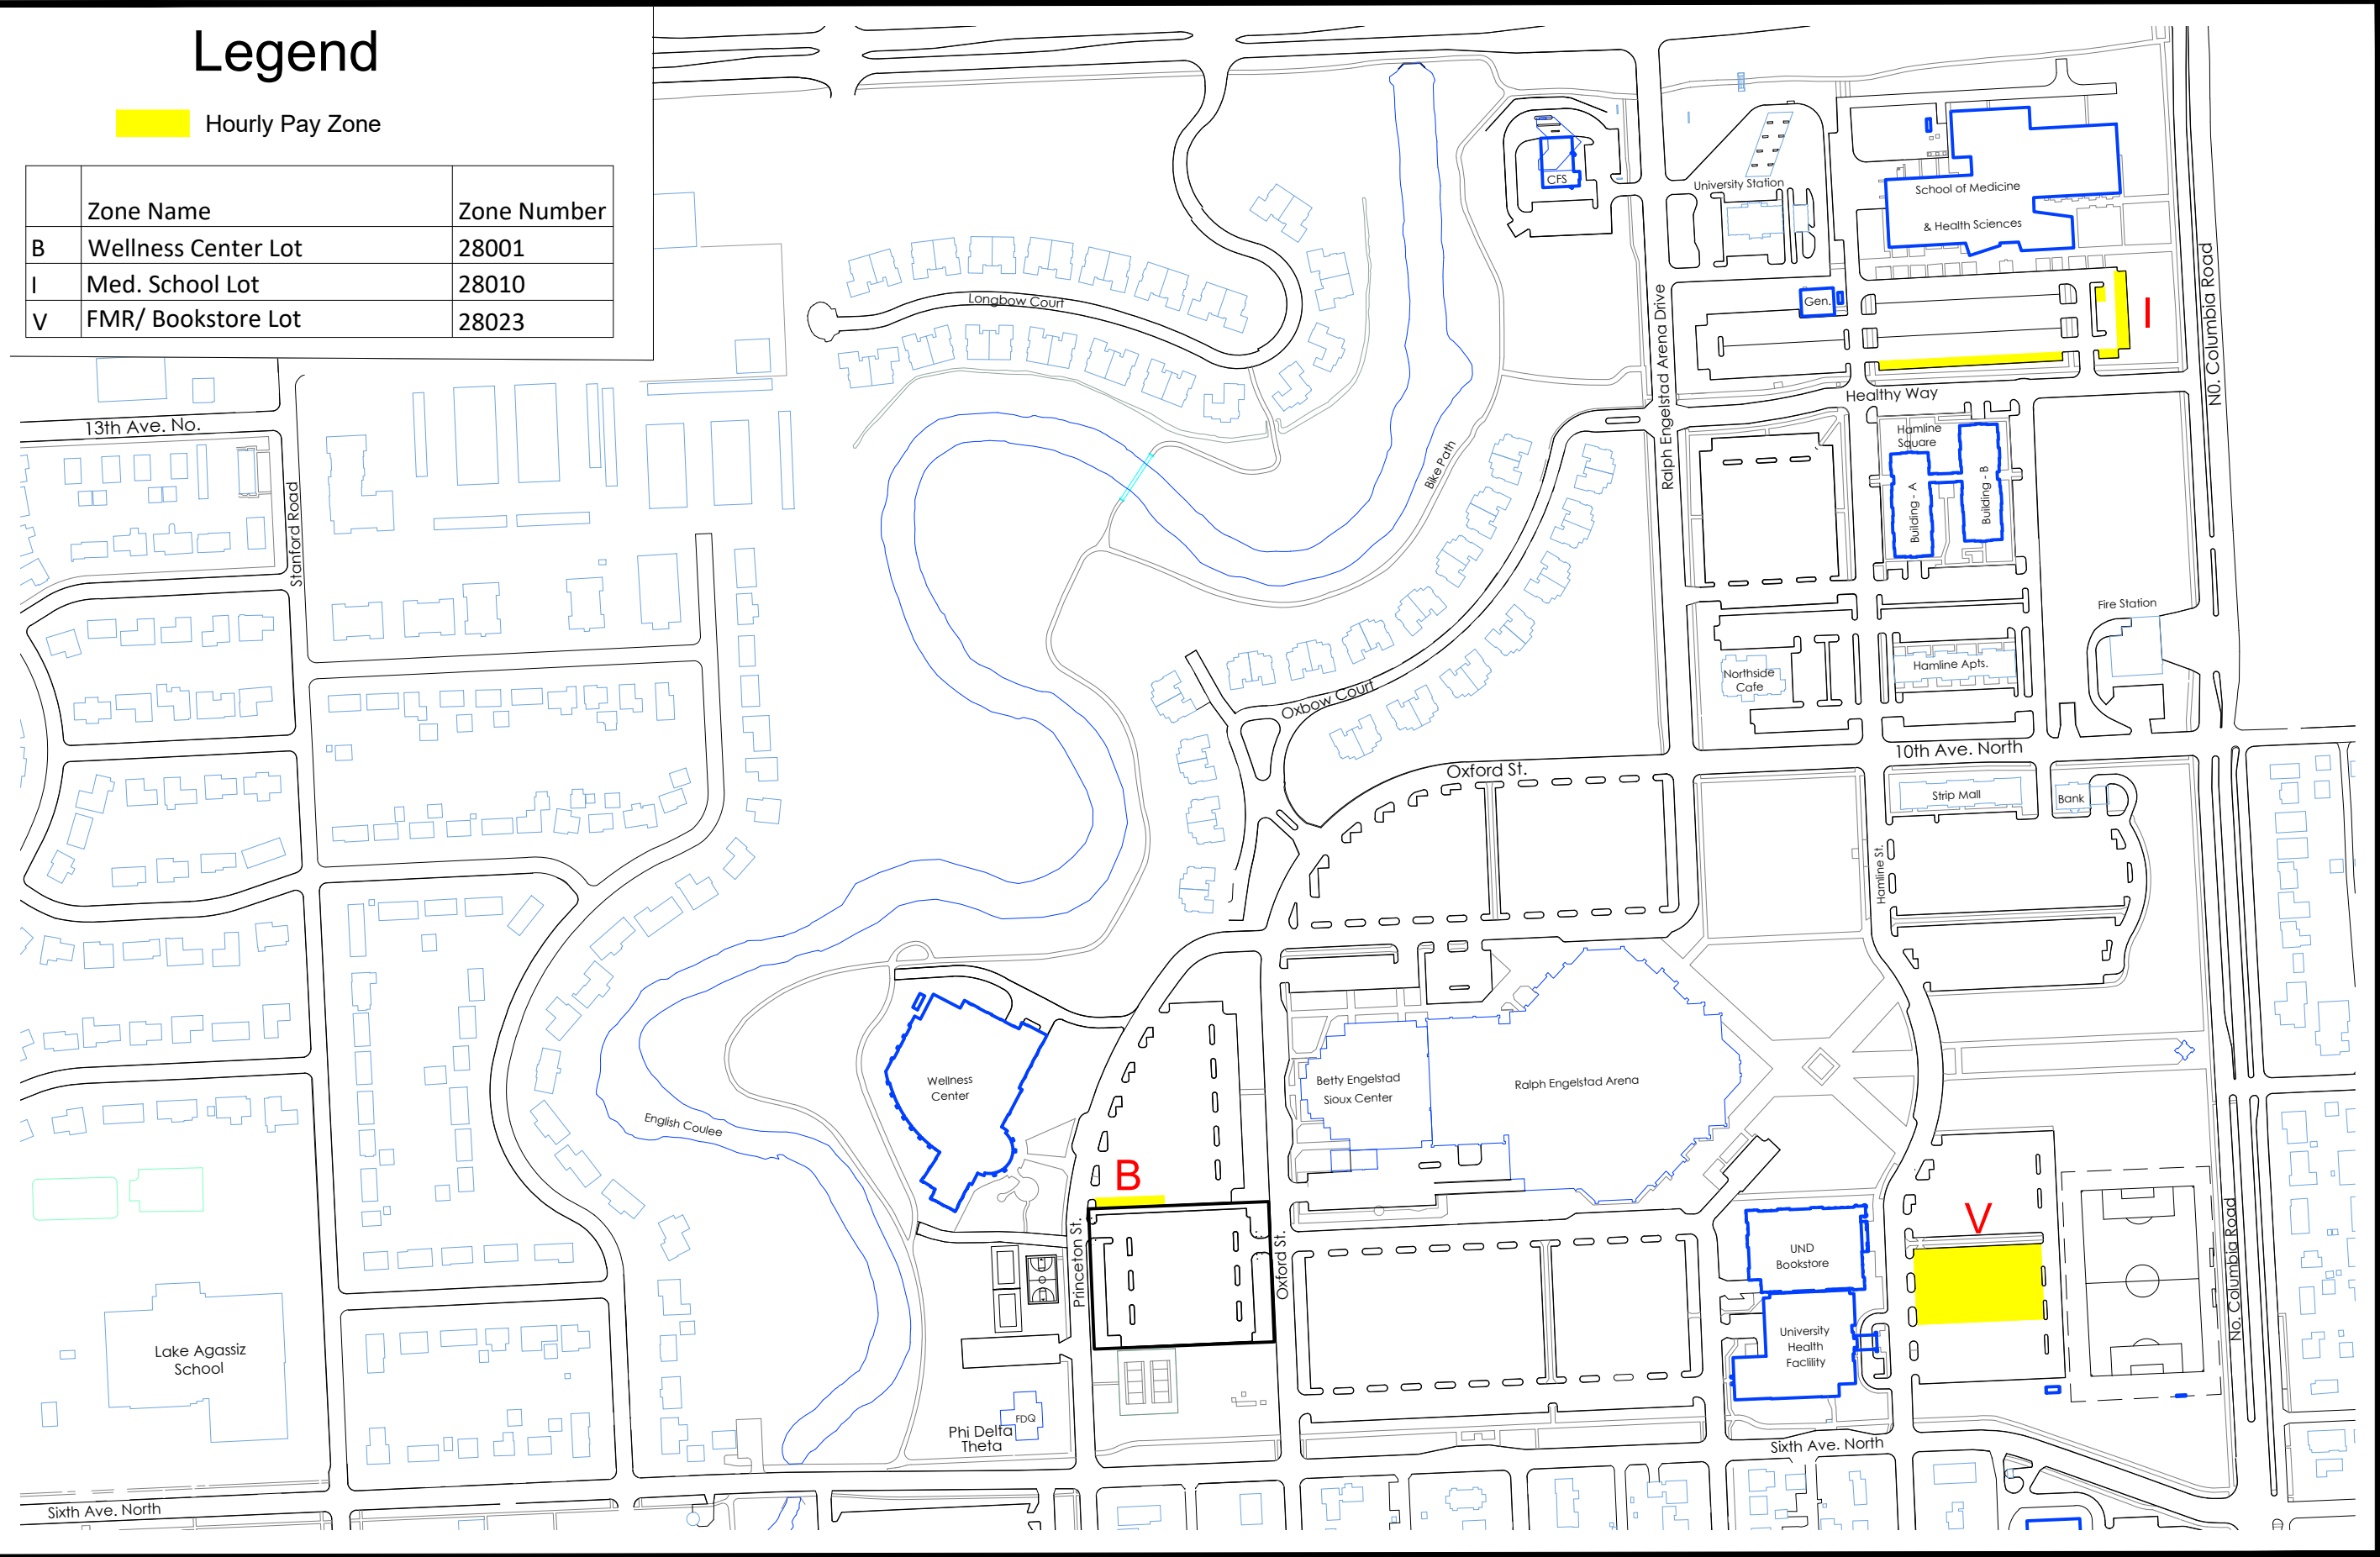 Legend
Hourly Pay Zone
Zone Name Zone Number
B Wellness Center Lot 28001
I Med. School Lot 28010
V FMR/ Bookstore Lot 28023
CFS
University Station
School of Medicine
& Health Sciences
Gen.
I
NO. Columbia Road
Longbow Court
Ralph Engelstad Arena Drive
Healthy Way
13th Ave. No.
Stanford Road
Bike Path
Hamline
Square
Building - A
Building - B
Fire Station
Northside
Cafe
Hamline Apts.
Oxbow Court
10th Ave. North
Oxford St.
Strip Mall
Bank
Hamline St.
Wellness
Center
Betty Engelstad
Sioux Center
Ralph Engelstad Arena
English Coulee
B
V
Princeton St.
Oxford St.
UND
Bookstore
No. Columbia Road
University
Health
Faclility
Lake Agassiz
School
FDQ
Phi Delta
Theta
Sixth Ave. North
Sixth Ave. North